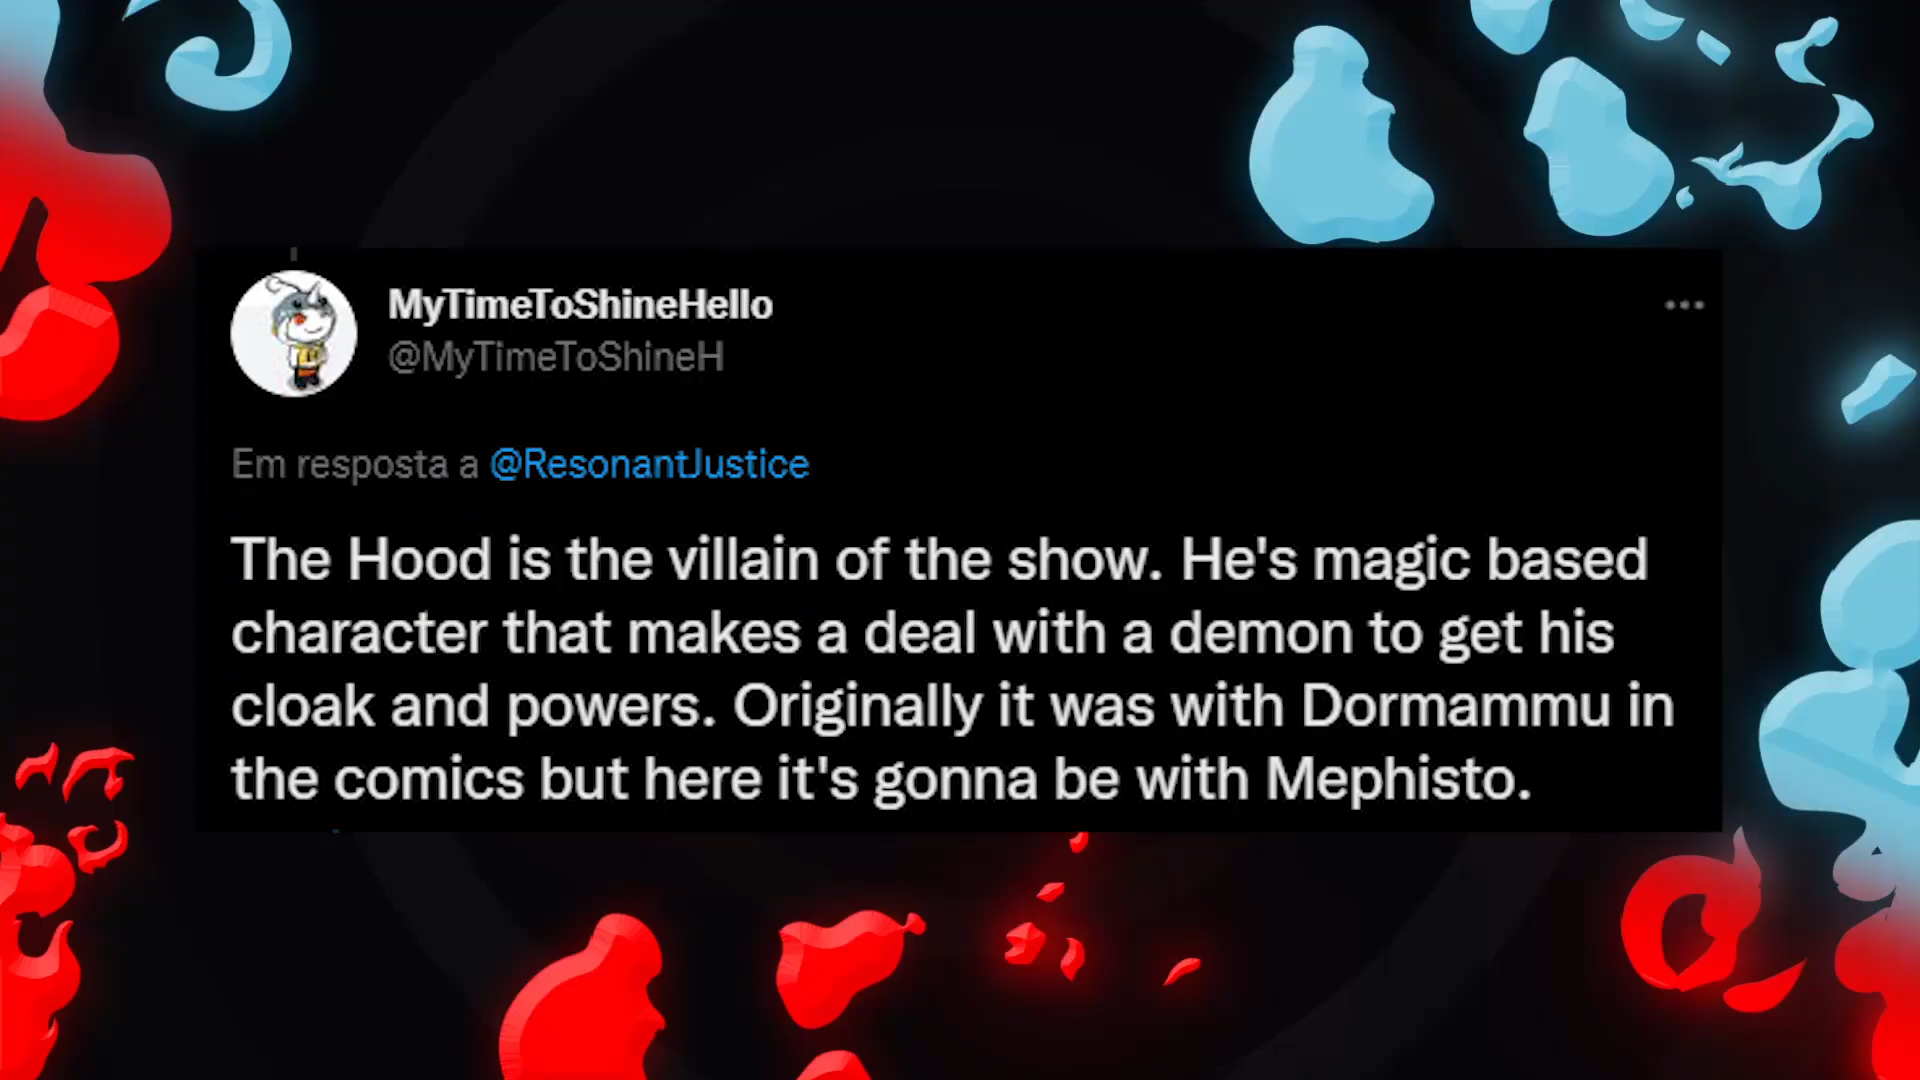 MyTimeToShineHello
@MyTimeToShineH
Em resposta a @ResonantJustice
The Hood is the villain of the show. He's magic based
character that makes a deal with a demon to get his
cloak and powers. Originally it was with Dormammu in
the comics but here it's gonna be with Mephisto.